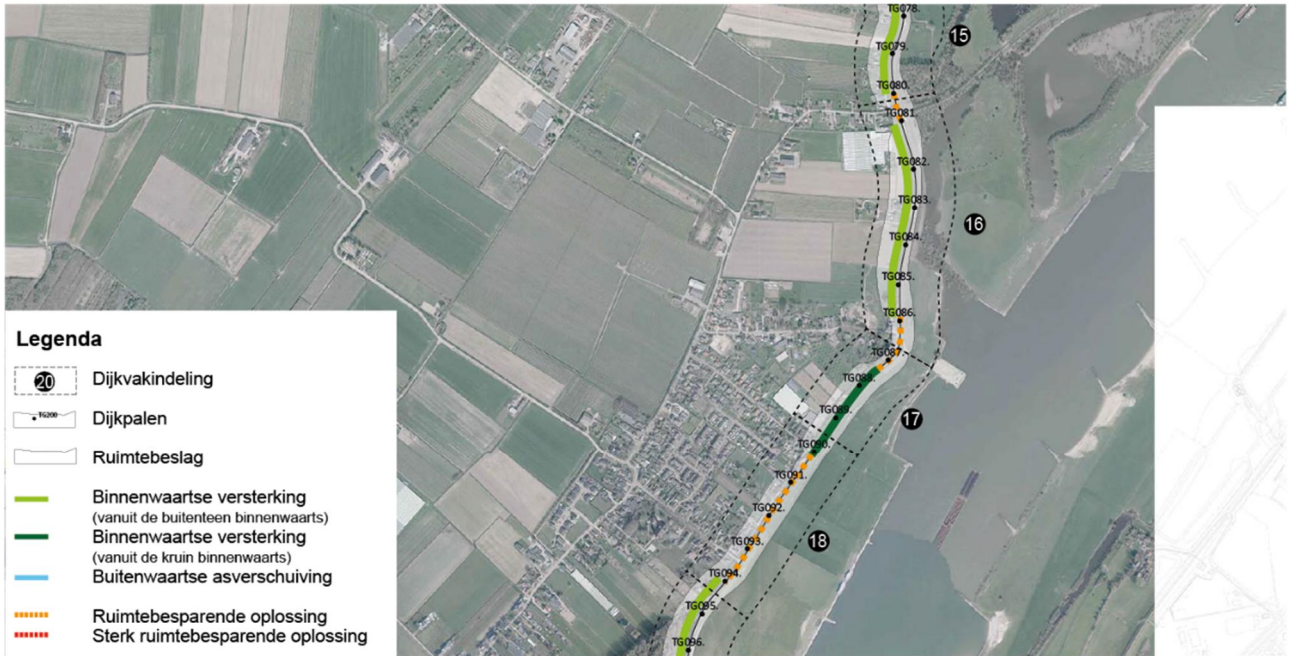 TG078.
15
TG079.
TG080.
TG081.
TG082.
TG083.
16
TG084.
TG085.
TG086.
TG087.
TG088.
TG089.
17
TG090.
TG091.
TG092.
18
TG093.
TG094.
TG095.
TG096.
Legenda
20 Dijkvakindeling
TG200 Dijkpalen
Ruimtebeslag
Binnenwaartse versterking
(vanuit de buitenteen binnenwaarts)
Binnenwaartse versterking
(vanuit de kruin binnenwaarts)
Buitenwaartse asverschuiving
Ruimtebesparende oplossing
Sterk ruimtebesparende oplossing